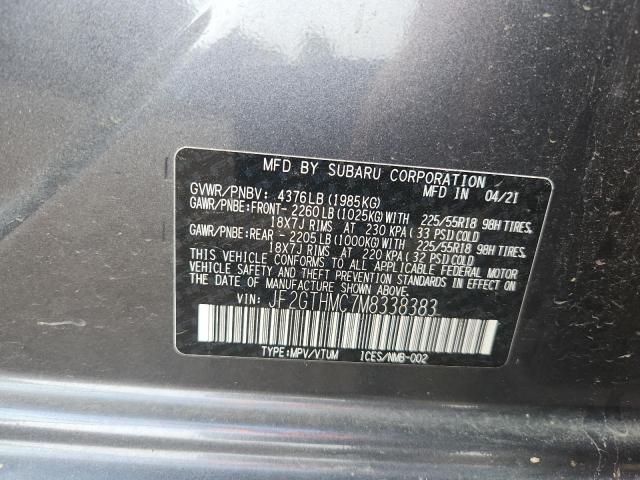 MFD BY SUBARU CORPORATION
GVWR/PNBV: 4376LB (1985KG) MFD IN 04/21
GAWR/PNBE:FRONT-2260LB (1025KG)WITH 225/55R18 98H TIRES,
18X7J RIMS AT 230 KPA( 33 PSI)COLD
GAWR/PNBE:REAR -2205LB (1000KG)WITH 225/55R18 98H TIRES,
18X7J RIMS AT 220 KPA( 32 PSI)COLD
THIS VEHICLE CONFORMS TO ALL APPLICABLE FEDERAL MOTOR
VEHICLE SAFETY AND THEFT PREVENTION STANDARDS IN EFFECT ON
THE DATE OF MANUFACTURE SHOWN ABOVE.
VIN: JF2GTHMC7M8338383
TYPE:MPV/VTUM ICES/NMB-002